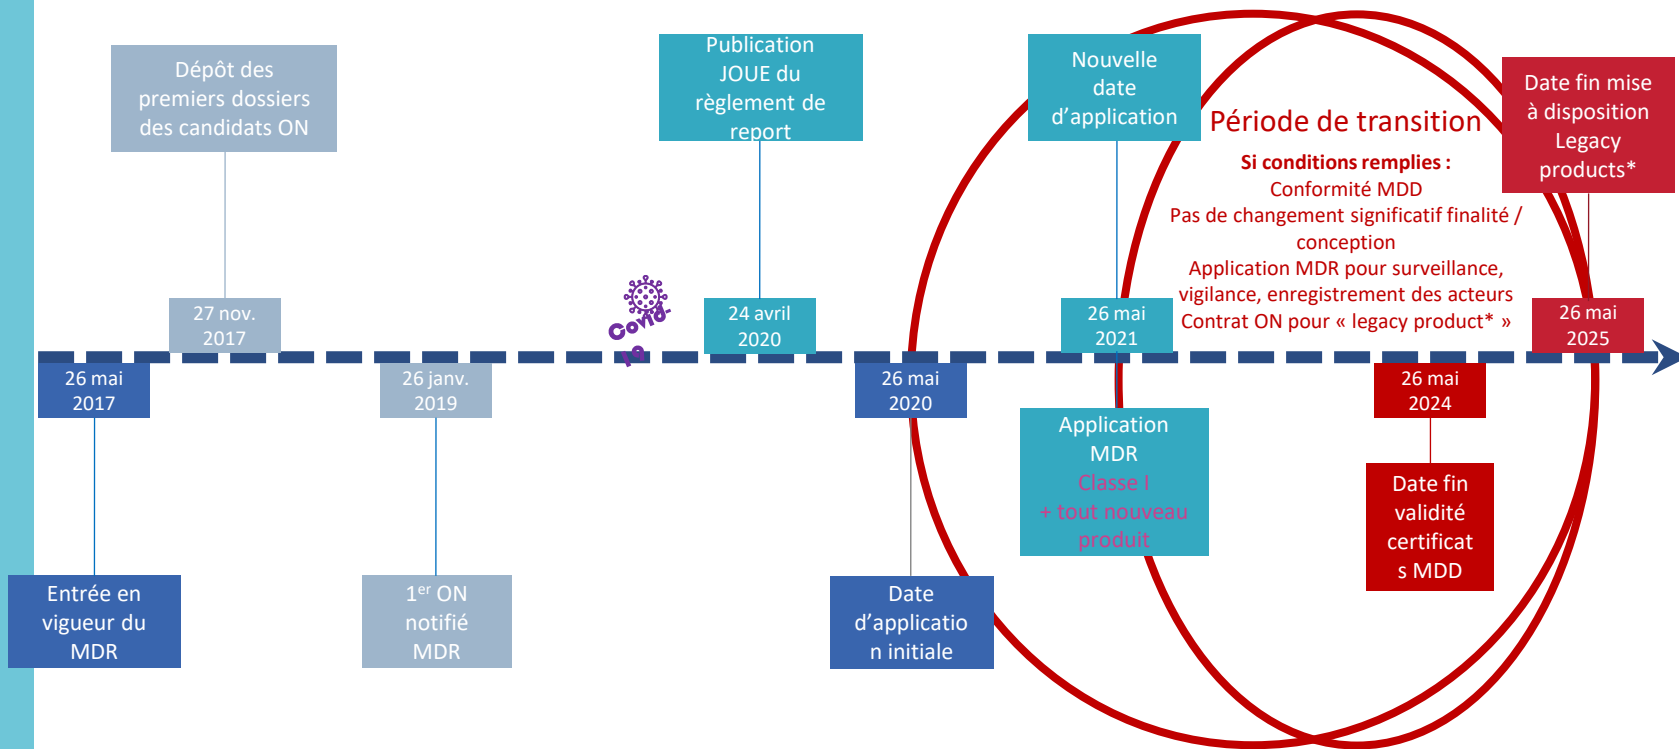 Dépôt des
premiers dossiers
des candidats ON
Publication
JOUE du
règlement de
report
Nouvelle
date
d’application
Période de transition
Si conditions remplies :
Conformité MDD
Pas de changement significatif finalité /
conception
Application MDR pour surveillance,
vigilance, enregistrement des acteurs
Contrat ON pour « legacy product* »
Date fin mise
à disposition
Legacy
products*
27 nov.
2017
Covid-
19
24 avril
2020
26 mai
2021
26 mai
2025
26 mai
2017
26 janv.
2019
26 mai
2020
26 mai
2024
Application
MDR
Classe I
+ tout nouveau
produit
Date fin
validité
certificat
s MDD
Entrée en
vigueur du
MDR
1er ON
notifié
MDR
Date
d’applicatio
n initiale